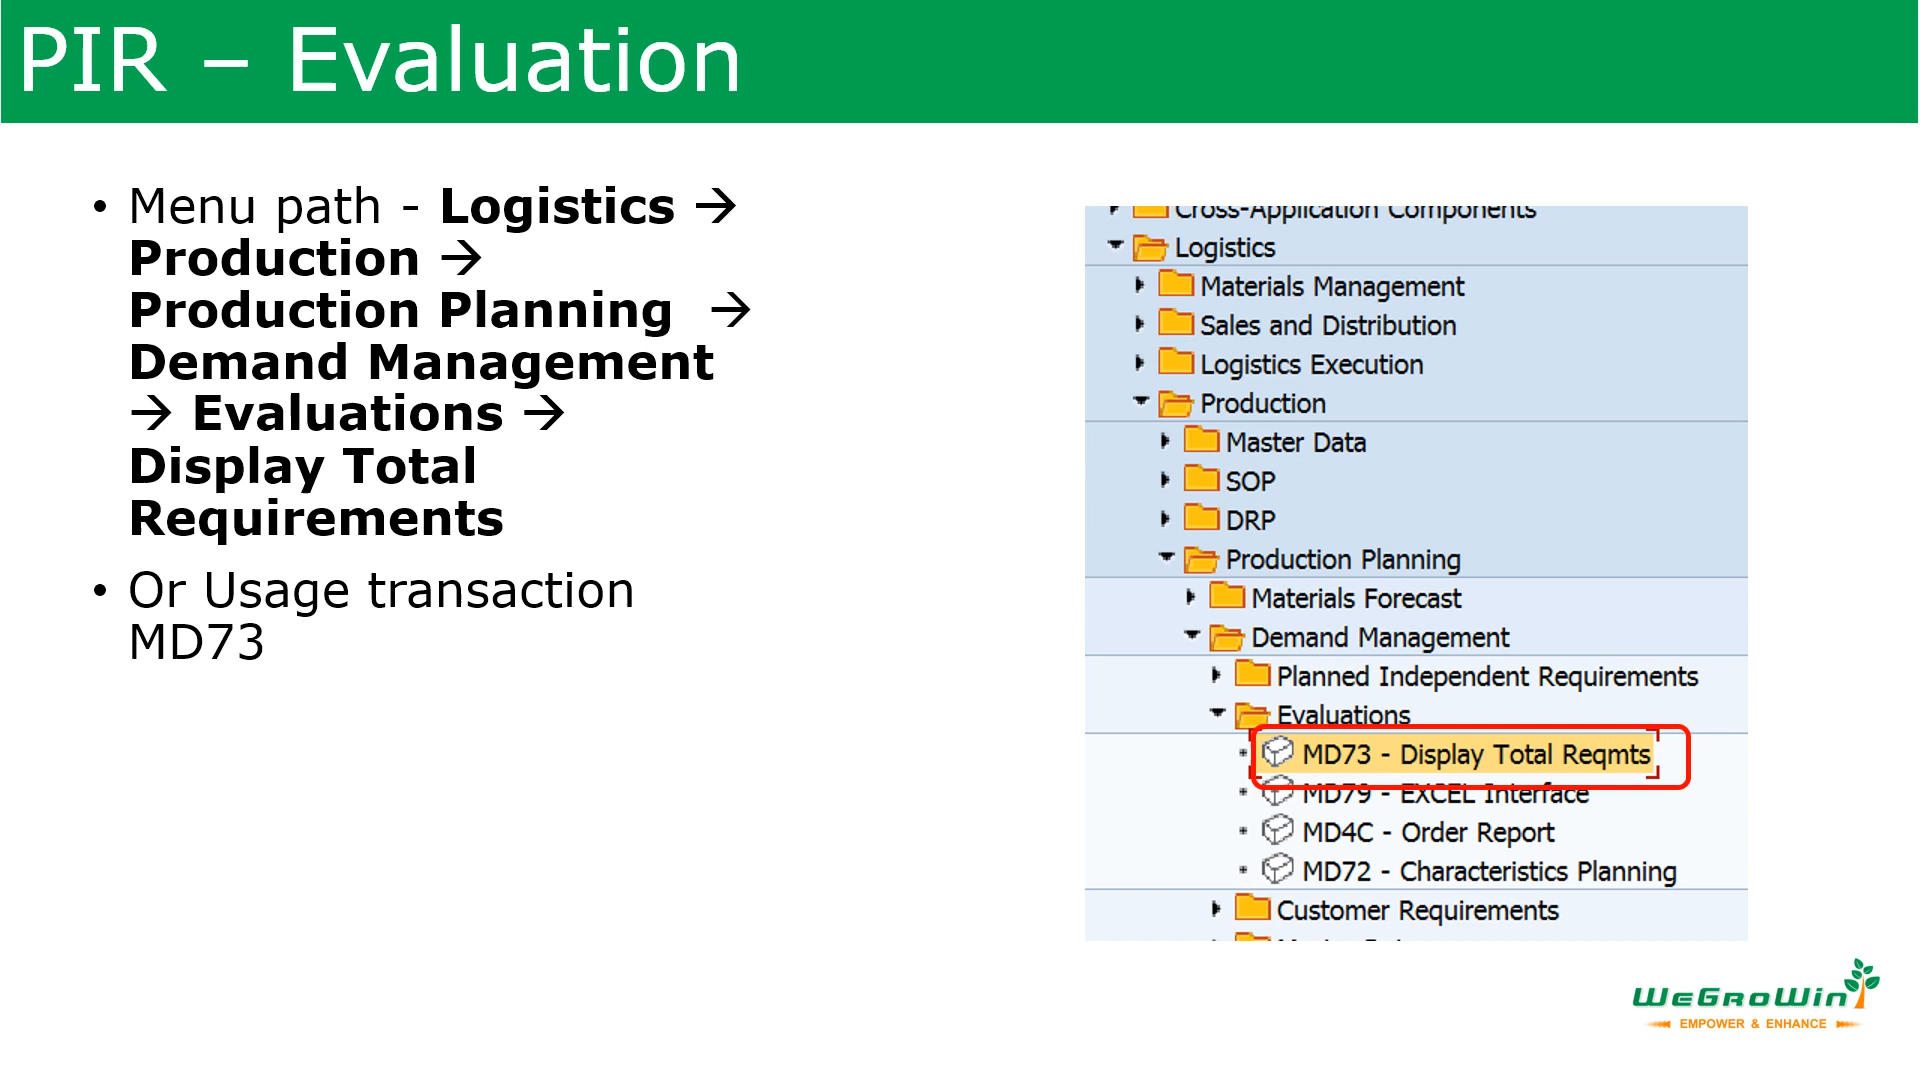 PIR – Evaluation
• Menu path - Logistics →
Production →
Production Planning →
Demand Management
→ Evaluations →
Display Total
Requirements
• Or Usage transaction
MD73
Cross-Application Components
Logistics
Materials Management
Sales and Distribution
Logistics Execution
Production
Master Data
SOP
DRP
Production Planning
Materials Forecast
Demand Management
Planned Independent Requirements
Evaluations
MD73 - Display Total Reqmts
MD79 - EXCEL Interface
MD4C - Order Report
MD72 - Characteristics Planning
Customer Requirements
WeGroWin
EMPOWER & ENHANCE